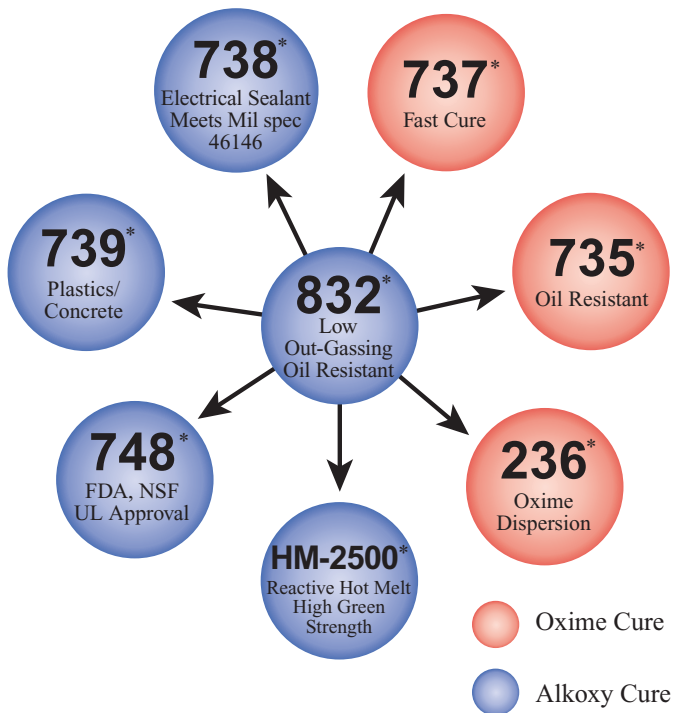 738*
Electrical Sealant
Meets Mil spec
46146
737*
Fast Cure
739*
Plastics/
Concrete
832*
Low
Out-Gassing
Oil Resistant
735*
Oil Resistant
748*
FDA, NSF
UL Approval
HM-2500*
Reactive Hot Melt
High Green
Strength
236*
Oxime
Dispersion
Oxime Cure
Alkoxy Cure